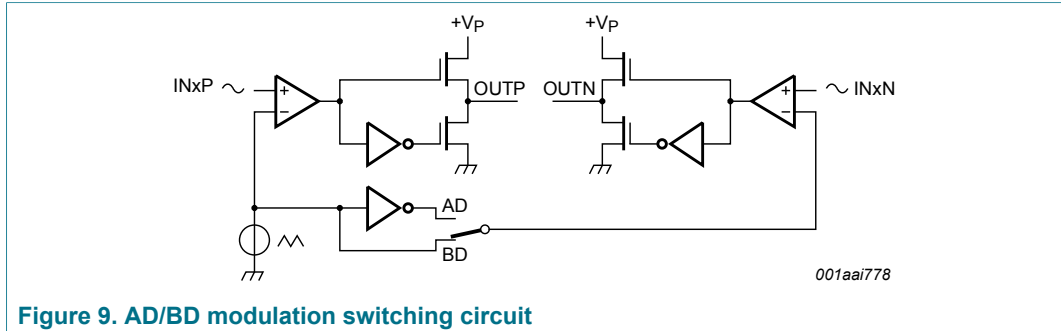 +VP +VP
INxP OUTP OUTN INxN
+ − + −
AD
BD
001aai778
Figure 9. AD/BD modulation switching circuit